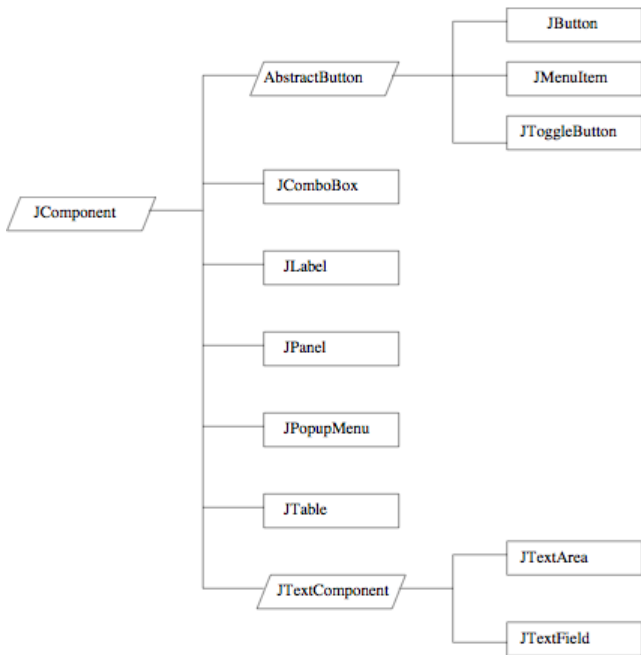 JButton
AbstractButton
JMenuItem
JToggleButton
JComboBox
JComponent
JLabel
JPanel
JPopupMenu
JTable
JTextArea
JTextComponent
JTextField